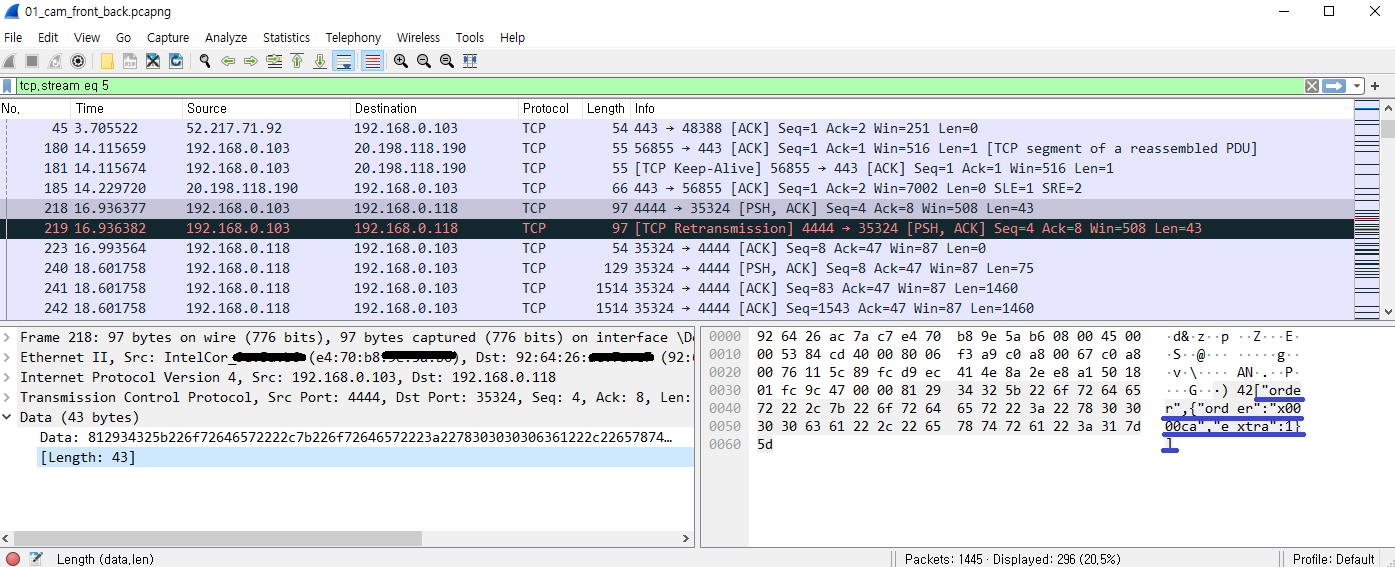 01_cam_front_back.pcapng
File Edit View Go Capture Analyze Statistics Telephony Wireless Tools Help
tcp.stream eq 5
No. Time Source Destination Protocol Length Info
45 3.705522 52.217.71.92 192.168.0.103 TCP 54 443 → 48388 [ACK] Seq=1 Ack=2 Win=251 Len=0
180 14.115659 192.168.0.103 20.198.118.190 TCP 55 56855 → 443 [ACK] Seq=1 Ack=1 Win=516 Len=1 [TCP segment of a reassembled PDU]
181 14.115674 192.168.0.103 20.198.118.190 TCP 55 [TCP Keep-Alive] 56855 → 443 [ACK] Seq=1 Ack=1 Win=516 Len=1
185 14.229720 20.198.118.190 192.168.0.103 TCP 66 443 → 56855 [ACK] Seq=1 Ack=2 Win=7002 Len=0 SLE=1 SRE=2
218 16.936377 192.168.0.103 192.168.0.118 TCP 97 4444 → 35324 [PSH, ACK] Seq=4 Ack=8 Win=508 Len=43
219 16.936382 192.168.0.103 192.168.0.118 TCP 97 [TCP Retransmission] 4444 → 35324 [PSH, ACK] Seq=4 Ack=8 Win=508 Len=43
223 16.993564 192.168.0.118 192.168.0.103 TCP 54 35324 → 4444 [ACK] Seq=8 Ack=47 Win=87 Len=0
240 18.601758 192.168.0.118 192.168.0.103 TCP 129 35324 → 4444 [PSH, ACK] Seq=8 Ack=47 Win=87 Len=75
241 18.601758 192.168.0.118 192.168.0.103 TCP 1514 35324 → 4444 [ACK] Seq=83 Ack=47 Win=87 Len=1460
242 18.601758 192.168.0.118 192.168.0.103 TCP 1514 35324 → 4444 [ACK] Seq=1543 Ack=47 Win=87 Len=1460
Frame 218: 97 bytes on wire (776 bits), 97 bytes captured (776 bits) on interface \De
Ethernet II, Src: IntelCor_ (e4:70:b8: ), Dst: 92:64:26: (92:6
Internet Protocol Version 4, Src: 192.168.0.103, Dst: 192.168.0.118
Transmission Control Protocol, Src Port: 4444, Dst Port: 35324, Seq: 4, Ack: 8, Len:
Data (43 bytes)
Data: 812934325b226f72646572222c7b226f72646572223a2278303030306361222c22657874…
[Length: 43]
0000 92 64 26 ac 7a c7 e4 70 b8 9e 5a b6 08 00 45 00 ·d&·z··p ··Z···E·
0010 00 53 84 cd 40 00 80 06 f3 a9 c0 a8 00 67 c0 a8 ·S··@··· ·····g··
0020 00 76 11 5c 89 fc d9 ec 41 4e 8a 2e e8 a1 50 18 ·v·\···· AN·.··P·
0030 01 fc 9c 47 00 00 81 29 34 32 5b 22 6f 72 64 65 ···G···) 42["orde
0040 72 22 2c 7b 22 6f 72 64 65 72 22 3a 22 78 30 30 r",{"ord er":"x00
0050 30 30 63 61 22 2c 22 65 78 74 72 61 22 3a 31 7d 00ca","e xtra":1}
0060 5d ]
Length (data.len)
Packets: 1445 · Displayed: 296 (20.5%)
Profile: Default